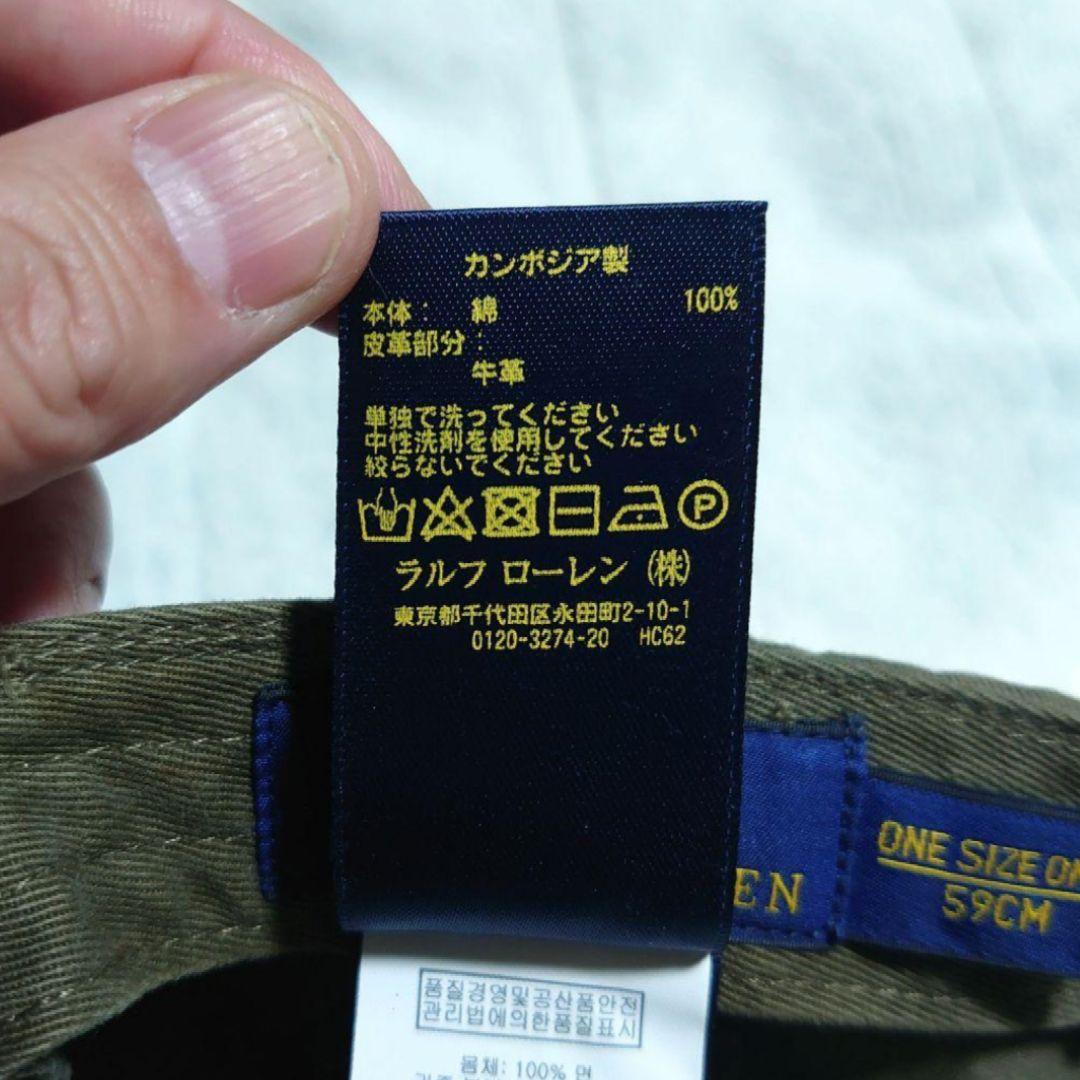 カンボジア製
本体: 綿 100%
皮革部分:
牛革
単独で洗ってください
中性洗剤を使用してください
絞らないでください
P
ラルフ ローレン (株)
東京都千代田区永田町2-10-1
0120-3274-20 HC62
EN
ONE SIZE ON
59CM
품질경영및공산품안전
관리법에의한품질표시
몸체: 100% 면